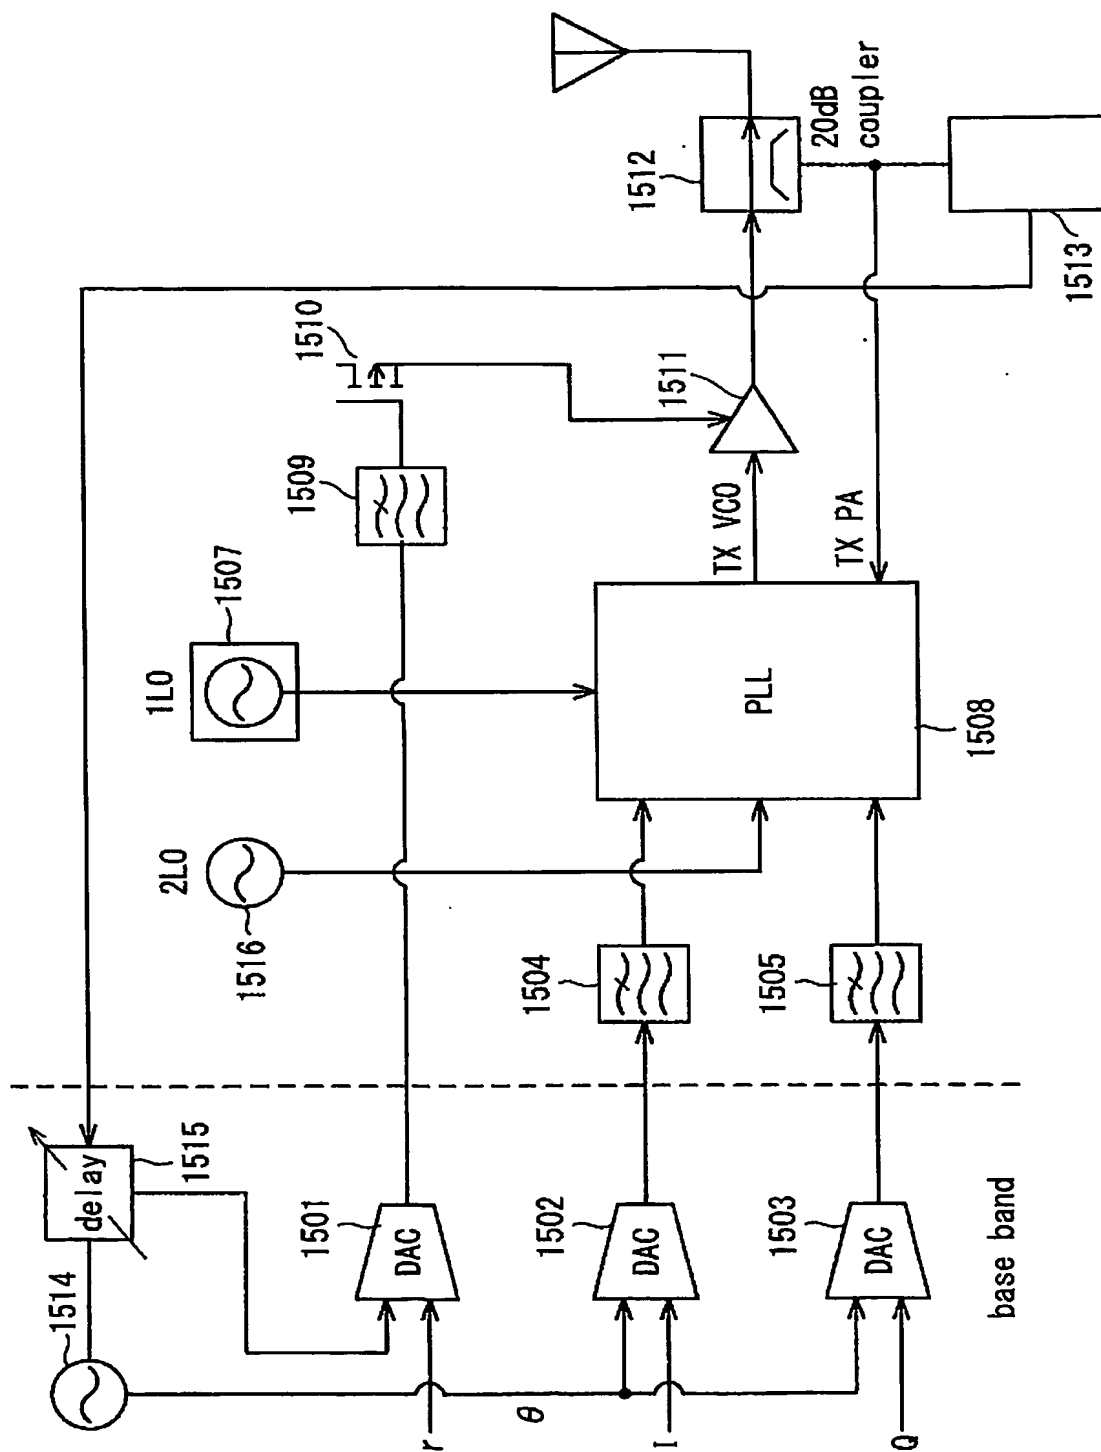 1514
delay
1515
1LO
1507
2LO
1516
1509
1510
1501
DAC
r
θ
1502
DAC
I
1504
1503
DAC
Q
1505
PLL
1508
TX VCO
TX PA
1511
1512
20dB
coupler
1513
base band